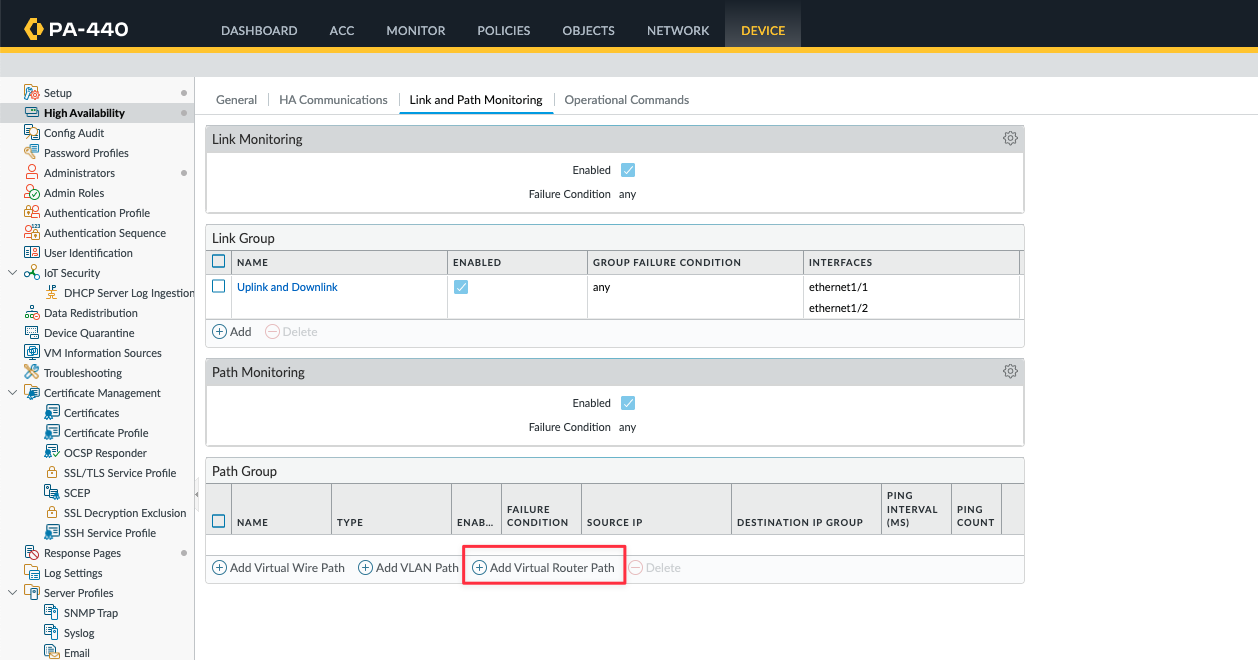 PA-440
DASHBOARD ACC MONITOR POLICIES OBJECTS NETWORK DEVICE
Setup
High Availability
Config Audit
Password Profiles
Administrators
Admin Roles
Authentication Profile
Authentication Sequence
User Identification
IoT Security
DHCP Server Log Ingestion
Data Redistribution
Device Quarantine
VM Information Sources
Troubleshooting
Certificate Management
Certificates
Certificate Profile
OCSP Responder
SSL/TLS Service Profile
SCEP
SSL Decryption Exclusion
SSH Service Profile
Response Pages
Log Settings
Server Profiles
SNMP Trap
Syslog
Email
General HA Communications Link and Path Monitoring Operational Commands
Link Monitoring
Enabled
Failure Condition any
Link Group
NAME ENABLED GROUP FAILURE CONDITION INTERFACES
Uplink and Downlink any ethernet1/1
ethernet1/2
Add Delete
Path Monitoring
Enabled
Failure Condition any
Path Group
NAME TYPE ENAB... FAILURE CONDITION SOURCE IP DESTINATION IP GROUP PING INTERVAL (MS) PING COUNT
Add Virtual Wire Path Add VLAN Path Add Virtual Router Path Delete